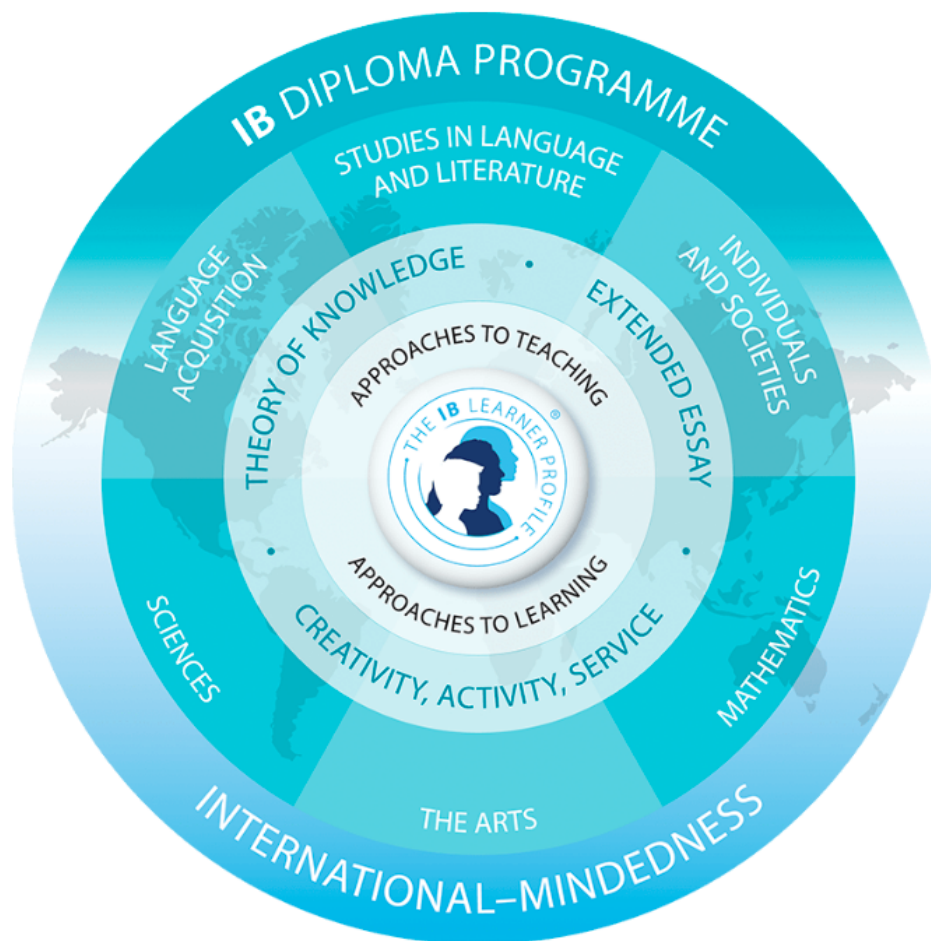 IB DIPLOMA PROGRAMME
STUDIES IN LANGUAGE
AND LITERATURE
LANGUAGE
ACQUISITION
INDIVIDUALS
AND SOCIETIES
THEORY OF KNOWLEDGE
•
EXTENDED ESSAY
APPROACHES TO TEACHING
THE IB LEARNER PROFILE
®
APPROACHES TO LEARNING
•
CREATIVITY, ACTIVITY, SERVICE
•
SCIENCES
MATHEMATICS
THE ARTS
INTERNATIONAL–MINDEDNESS